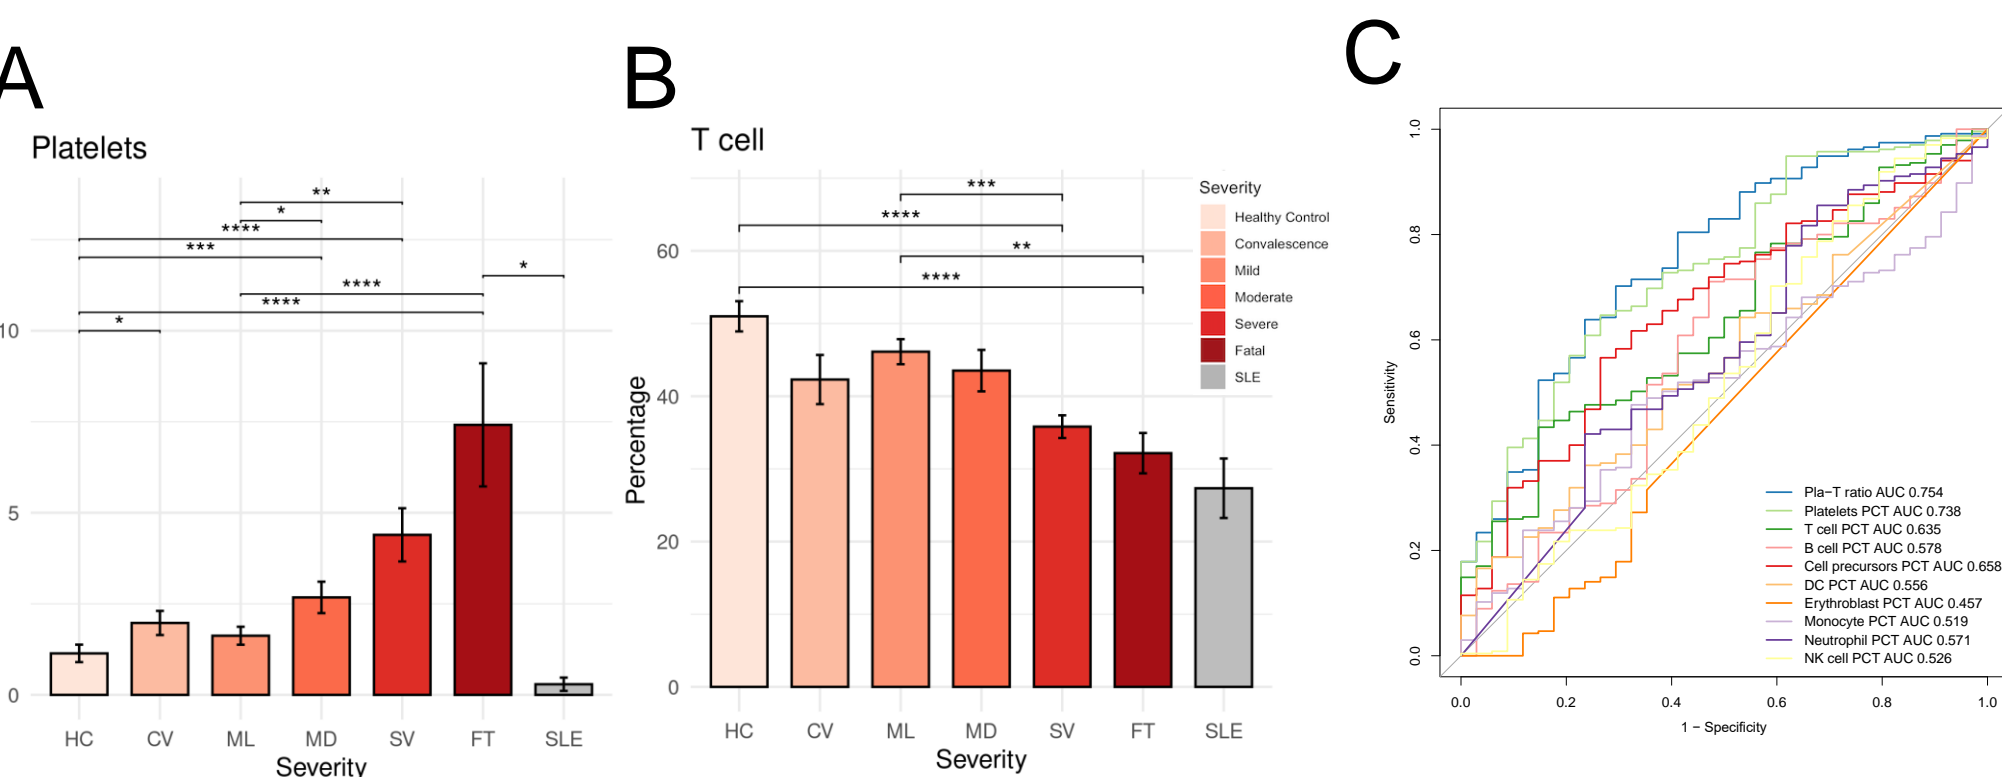 A
B
C
Platelets
**
*
****
***
*
****
****
*
10
5
0
HC CV ML MD SV FT SLE
Severity
T cell
***
****
**
****
Percentage
60
40
20
0
HC CV ML MD SV FT SLE
Severity
Severity
Healthy Control
Convalescence
Mild
Moderate
Severe
Fatal
SLE
Sensitivity
1.0
0.8
0.6
0.4
0.2
0.0
Pla−T ratio AUC 0.754
Platelets PCT AUC 0.738
T cell PCT AUC 0.635
B cell PCT AUC 0.578
Cell precursors PCT AUC 0.658
DC PCT AUC 0.556
Erythroblast PCT AUC 0.457
Monocyte PCT AUC 0.519
Neutrophil PCT AUC 0.571
NK cell PCT AUC 0.526
0.0 0.2 0.4 0.6 0.8 1.0
1 − Specificity